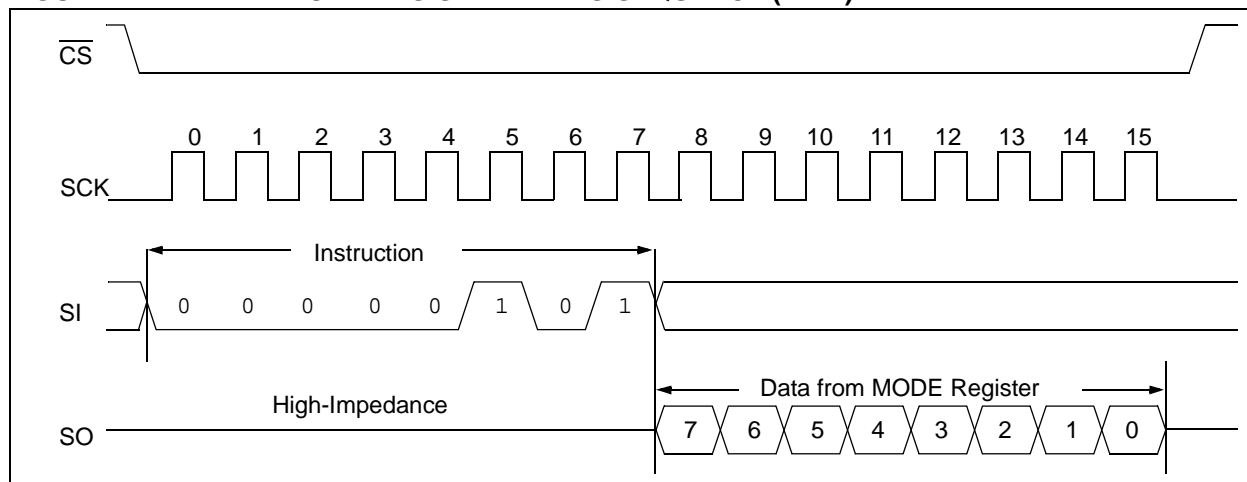 CS
0 1 2 3 4 5 6 7 8 9 10 11 12 13 14 15
SCK
Instruction
SI 0 0 0 0 0 1 0 1
Data from MODE Register
High-Impedance
SO 7 6 5 4 3 2 1 0